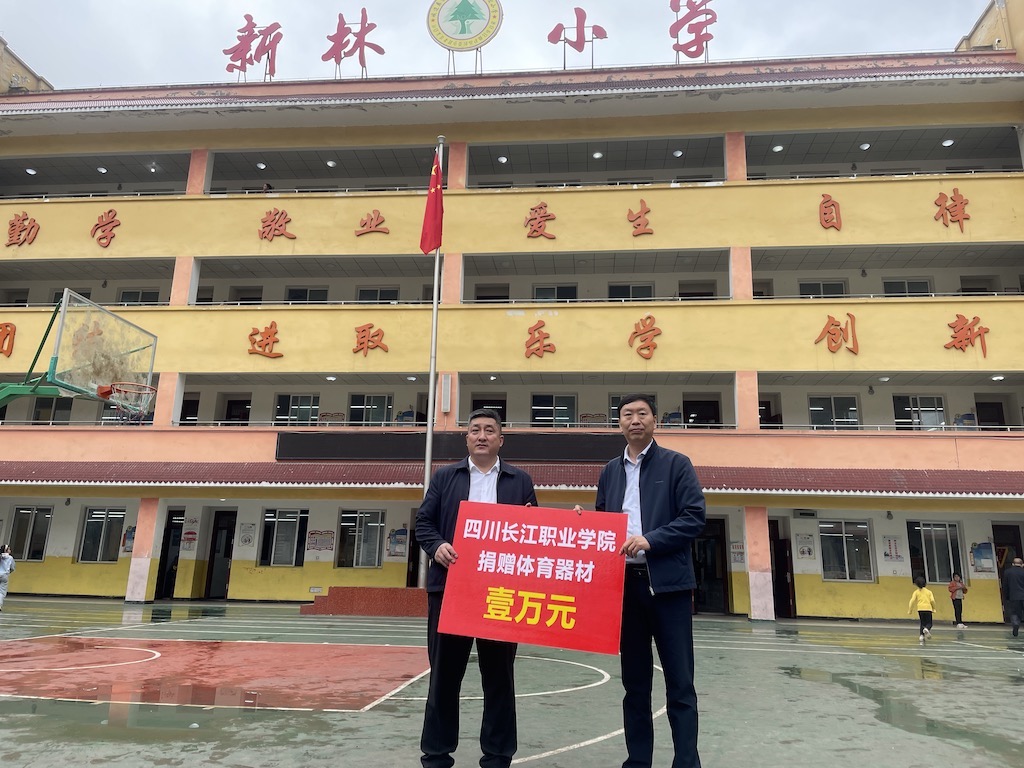 新林小学
勤学 敬业 爱生 自律
团 进取 乐学 创新
四川长江职业学院
捐赠体育器材
壹万元